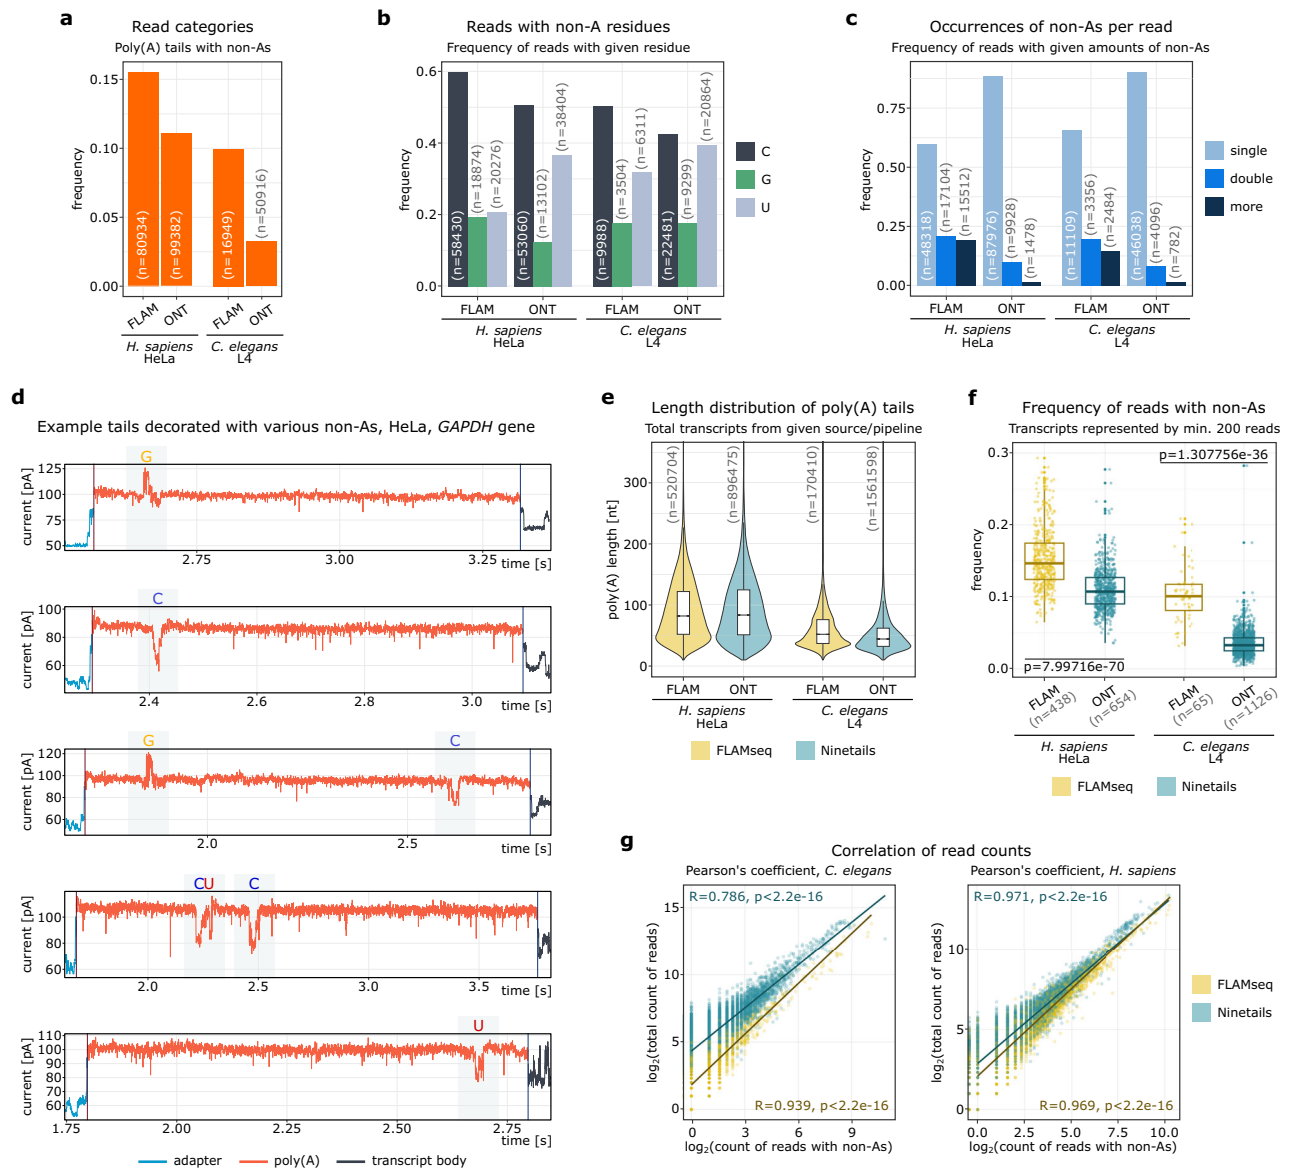 a
Read categories
Poly(A) tails with non-As
frequency
0.15
0.10
0.05
0.00
(n=80934)
(n=99382)
(n=16949)
(n=50916)
FLAM
ONT
FLAM
ONT
H. sapiens
HeLa
C. elegans
L4
b
Reads with non-A residues
Frequency of reads with given residue
frequency
0.6
0.4
0.2
0.0
(n=58430)
(n=18874)
(n=20276)
(n=53060)
(n=13102)
(n=38404)
(n=9988)
(n=3504)
(n=6311)
(n=22481)
(n=9299)
(n=20864)
FLAM
ONT
FLAM
ONT
H. sapiens
HeLa
C. elegans
L4
C
G
U
c
Occurrences of non-As per read
Frequency of reads with given amounts of non-As
frequency
0.75
0.50
0.25
0.00
(n=48318)
(n=17104)
(n=15512)
(n=87976)
(n=9928)
(n=1478)
(n=11109)
(n=3356)
(n=2484)
(n=46038)
(n=4096)
(n=782)
FLAM
ONT
FLAM
ONT
H. sapiens
HeLa
C. elegans
L4
single
double
more
d
Example tails decorated with various non-As, HeLa, GAPDH gene
G
current [pA]
125
100
75
50
2.75
3.00
3.25
time [s]
C
current [pA]
100
80
60
2.4
2.6
2.8
3.0
time [s]
G
C
current [pA]
120
100
80
60
2.0
2.5
time [s]
CU
C
current [pA]
100
80
60
2.0
2.5
3.0
3.5
time [s]
U
current [pA]
110
100
90
80
70
60
1.75
2.00
2.25
2.50
2.75
time [s]
adapter
poly(A)
transcript body
e
Length distribution of poly(A) tails
Total transcripts from given source/pipeline
poly(A) length [nt]
300
200
100
0
(n=520704)
(n=896475)
(n=170410)
(n=1561598)
FLAM
ONT
FLAM
ONT
H. sapiens
HeLa
C. elegans
L4
FLAMseq
Ninetails
f
Frequency of reads with non-As
Transcripts represented by min. 200 reads
frequency
0.3
0.2
0.1
0.0
p=1.307756e-36
p=7.99716e-70
FLAM
(n=438)
ONT
(n=654)
FLAM
(n=65)
ONT
(n=1126)
H. sapiens
HeLa
C. elegans
L4
FLAMseq
Ninetails
g
Correlation of read counts
Pearson's coefficient, C. elegans
log2(total count of reads)
15
10
5
0
R=0.786, p<2.2e-16
R=0.939, p<2.2e-16
0
3
6
9
log2(count of reads with non-As)
Pearson's coefficient, H. sapiens
log2(total count of reads)
10
5
0
R=0.971, p<2.2e-16
R=0.969, p<2.2e-16
0.0
2.5
5.0
7.5
10.0
log2(count of reads with non-As)
FLAMseq
Ninetails